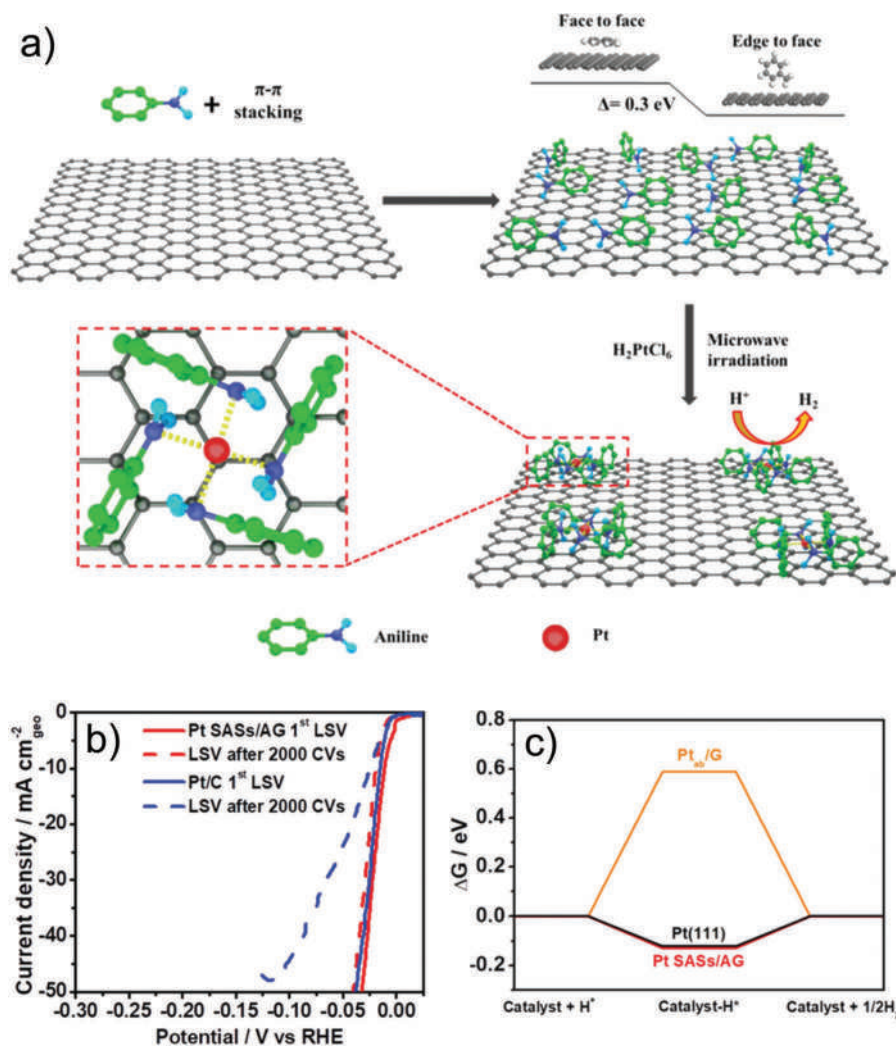 a)
Face to face
Edge to face
π-π
stacking
+
Δ= 0.3 eV
H₂PtCl₆
Microwave
irradiation
H⁺
H₂
Aniline
Pt
b)
Pt SASs/AG 1ˢᵗ LSV
LSV after 2000 CVs
Pt/C 1ˢᵗ LSV
LSV after 2000 CVs
Current density / mA cm⁻²geo
0
-10
-20
-30
-40
-50
-0.30 -0.25 -0.20 -0.15 -0.10 -0.05 0.00
Potential / V vs RHE
c)
ΔG / eV
0.8
0.6
0.4
0.2
0.0
-0.2
Ptab/G
Pt(111)
Pt SASs/AG
Catalyst + H* Catalyst-H* Catalyst + 1/2H₂